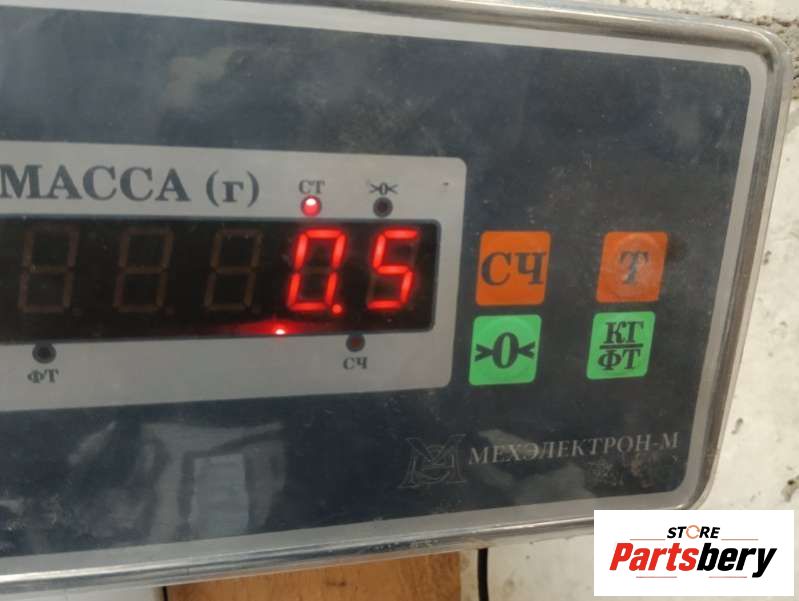 МАССА (г)
СТ >0<
0.5
СЧ Т
>0< КГ
ФТ
ФТ СЧ
МЕХЭЛЕКТРОН-М
STORE
Partsbery